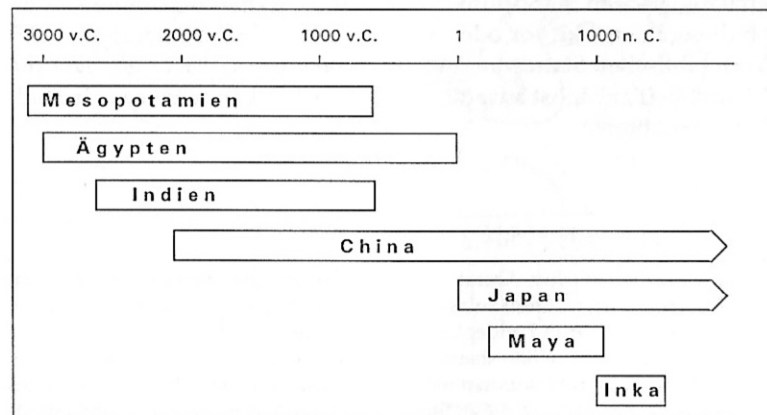 3000 v.C. 2000 v.C. 1000 v.C. 1 1000 n.C.
Mesopotamien
Ägypten
Indien
China
Japan
Maya
Inka